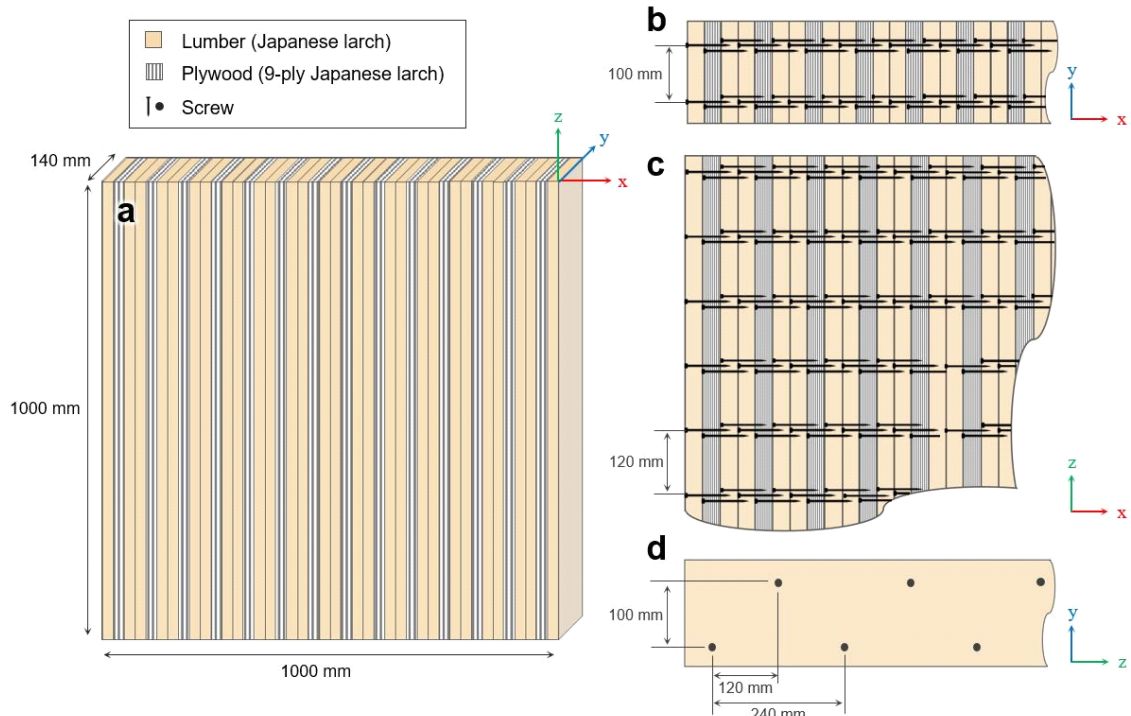 Lumber (Japanese larch)
Plywood (9-ply Japanese larch)
Screw
140 mm
z
y
x
a
1000 mm
1000 mm
b
100 mm
y
x
c
120 mm
z
x
d
100 mm
y
z
120 mm
240 mm